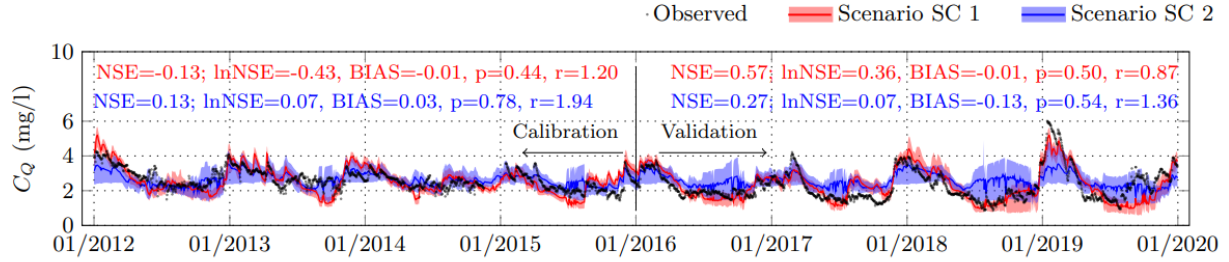 Observed Scenario SC 1 Scenario SC 2
10
NSE=-0.13; lnNSE=-0.43, BIAS=-0.01, p=0.44, r=1.20 NSE=0.57; lnNSE=0.36, BIAS=-0.01, p=0.50, r=0.87
8
NSE=0.13; lnNSE=0.07, BIAS=0.03, p=0.78, r=1.94 NSE=0.27; lnNSE=0.07, BIAS=-0.13, p=0.54, r=1.36
6
Calibration Validation
4
2
0
C_Q (mg/l)
01/2012 01/2013 01/2014 01/2015 01/2016 01/2017 01/2018 01/2019 01/2020